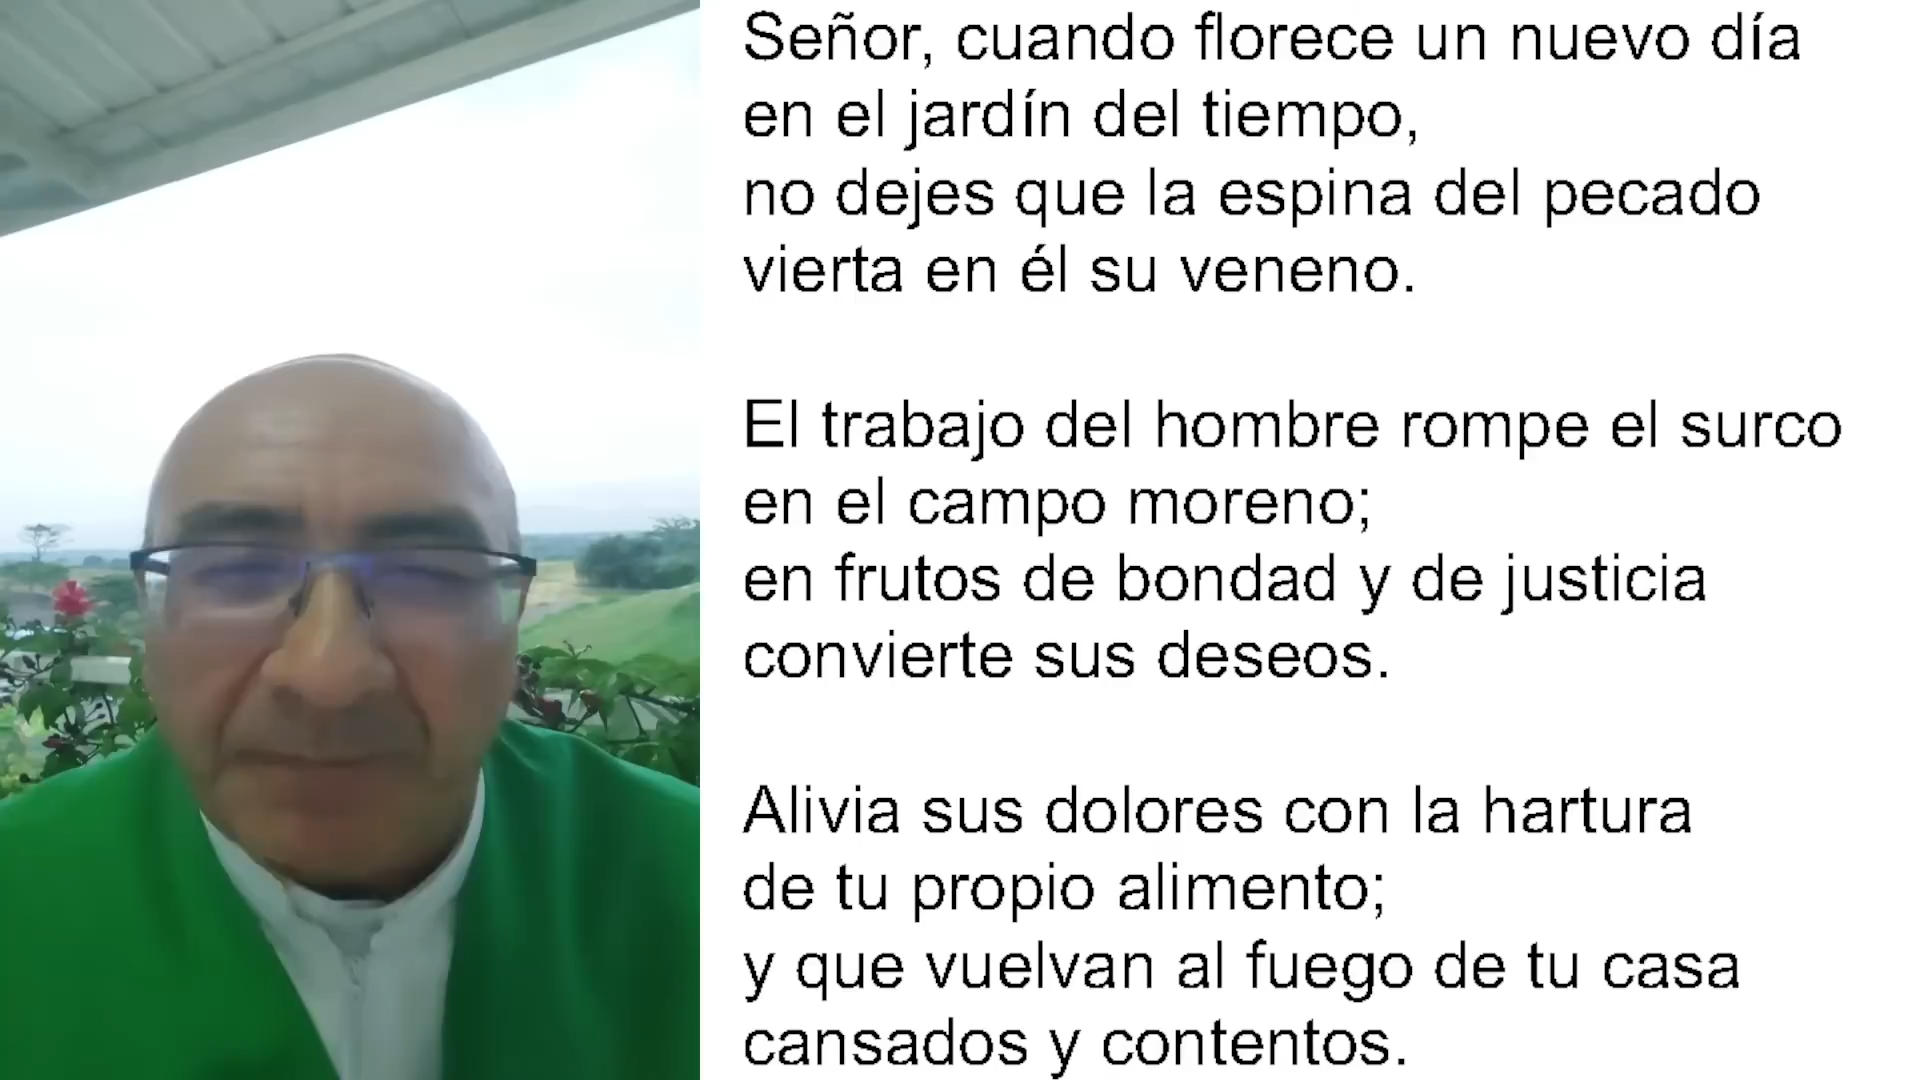 Señor, cuando florece un nuevo día
en el jardín del tiempo,
no dejes que la espina del pecado
vierta en él su veneno.
El trabajo del hombre rompe el surco
en el campo moreno;
en frutos de bondad y de justicia
convierte sus deseos.
Alivia sus dolores con la hartura
de tu propio alimento;
y que vuelvan al fuego de tu casa
cansados y contentos.